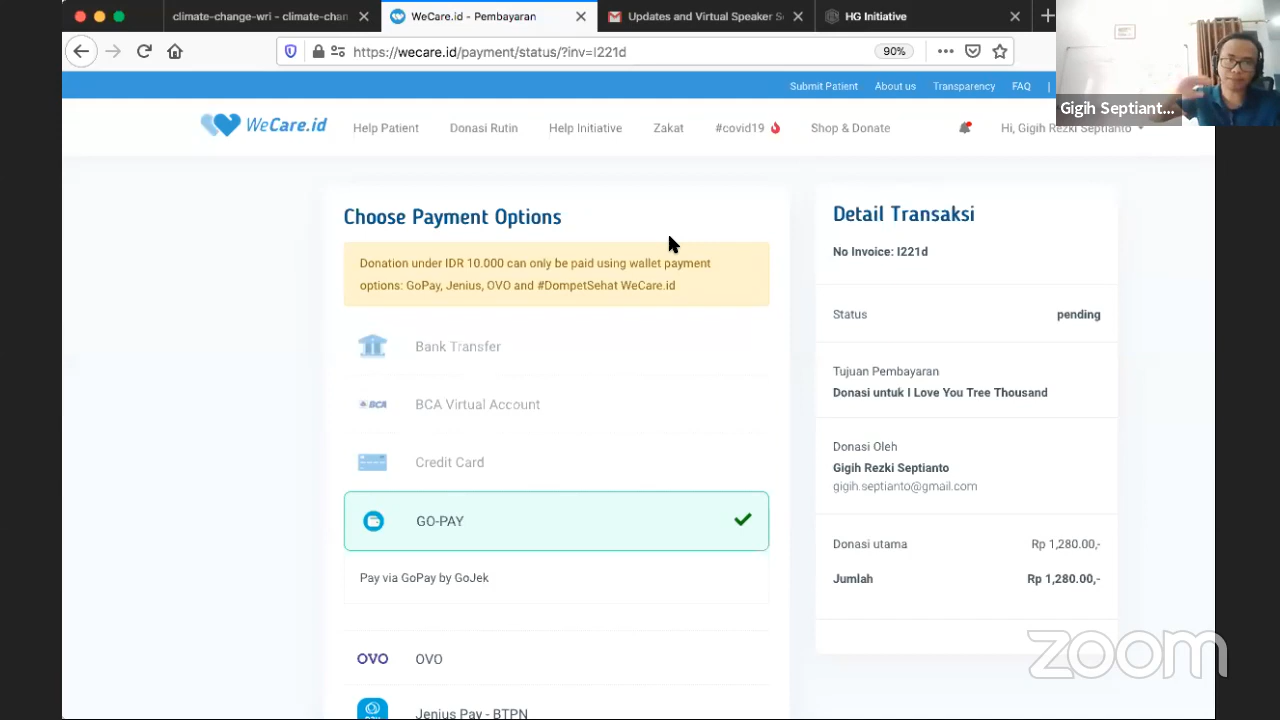 climate-change-wri - climate-chan
WeCare.id - Pembayaran
Updates and Virtual Speaker S
HG Initiative
https://wecare.id/payment/status/?inv=I221d
90%
Submit Patient
About us
Transparency
FAQ
WeCare.id
Help Patient
Donasi Rutin
Help Initiative
Zakat
#covid19
Shop & Donate
Hi, Gigih Rezki Septianto
Gigih Septiant...
Choose Payment Options
Donation under IDR 10.000 can only be paid using wallet payment
options: GoPay, Jenius, OVO and #DompetSehat WeCare.id
Bank Transfer
BCA
BCA Virtual Account
Credit Card
GO-PAY
Pay via GoPay by GoJek
OVO
OVO
Jenius Pay - BTPN
Detail Transaksi
No Invoice: I221d
Status
pending
Tujuan Pembayaran
Donasi untuk I Love You Tree Thousand
Donasi Oleh
Gigih Rezki Septianto
gigih.septianto@gmail.com
Donasi utama
Rp 1,280.00,-
Jumlah
Rp 1,280.00,-
zoom